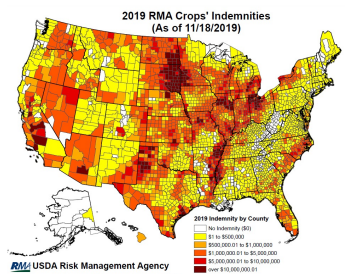 2019 RMA Crops' Indemnities
(As of 11/18/2019)
2019 Indemnity by County
No Indemnity ($0)
$1 to $500,000
$500,000.01 to $1,000,000
$1,000,000.01 to $5,000,000
$5,000,000.01 to $10,000,000
over $10,000,000.01
RMA USDA Risk Management Agency